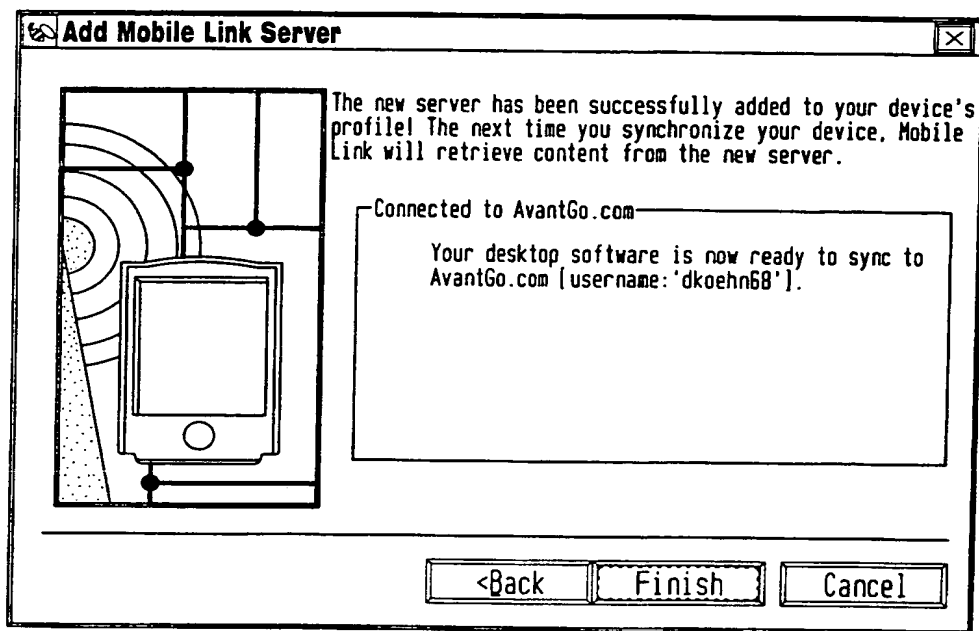 Add Mobile Link Server
The new server has been successfully added to your device's
profile! The next time you synchronize your device, Mobile
Link will retrieve content from the new server.
Connected to AvantGo.com
Your desktop software is now ready to sync to
AvantGo.com [username:'dkoehn68'].
<Back
Finish
Cancel